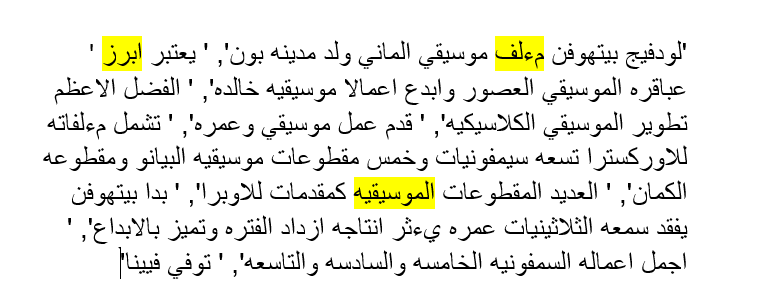 'لودفيج بيتهوفن مءلف موسيقي الماني ولد مدينه بون', ' يعتبر ابرز '
عباقره الموسيقي العصور وابدع اعمالا موسيقيه خالده', ' الفضل الاعظم
تطوير الموسيقي الكلاسيكيه', ' قدم عمل موسيقي وعمره', ' تشمل مءلفاته
للاوركسترا تسعه سيمفونيات وخمس مقطوعات موسيقيه البيانو ومقطوعه
الكمان', ' العديد المقطوعات الموسيقيه كمقدمات للاوبرا', ' بدا بيتهوفن
يفقد سمعه الثلاثينيات عمره يءثر انتاجه ازداد الفتره وتميز بالابداع', '
اجمل اعماله السمفونيه الخامسه والسادسه والتاسعه', ' توفي فيينا'